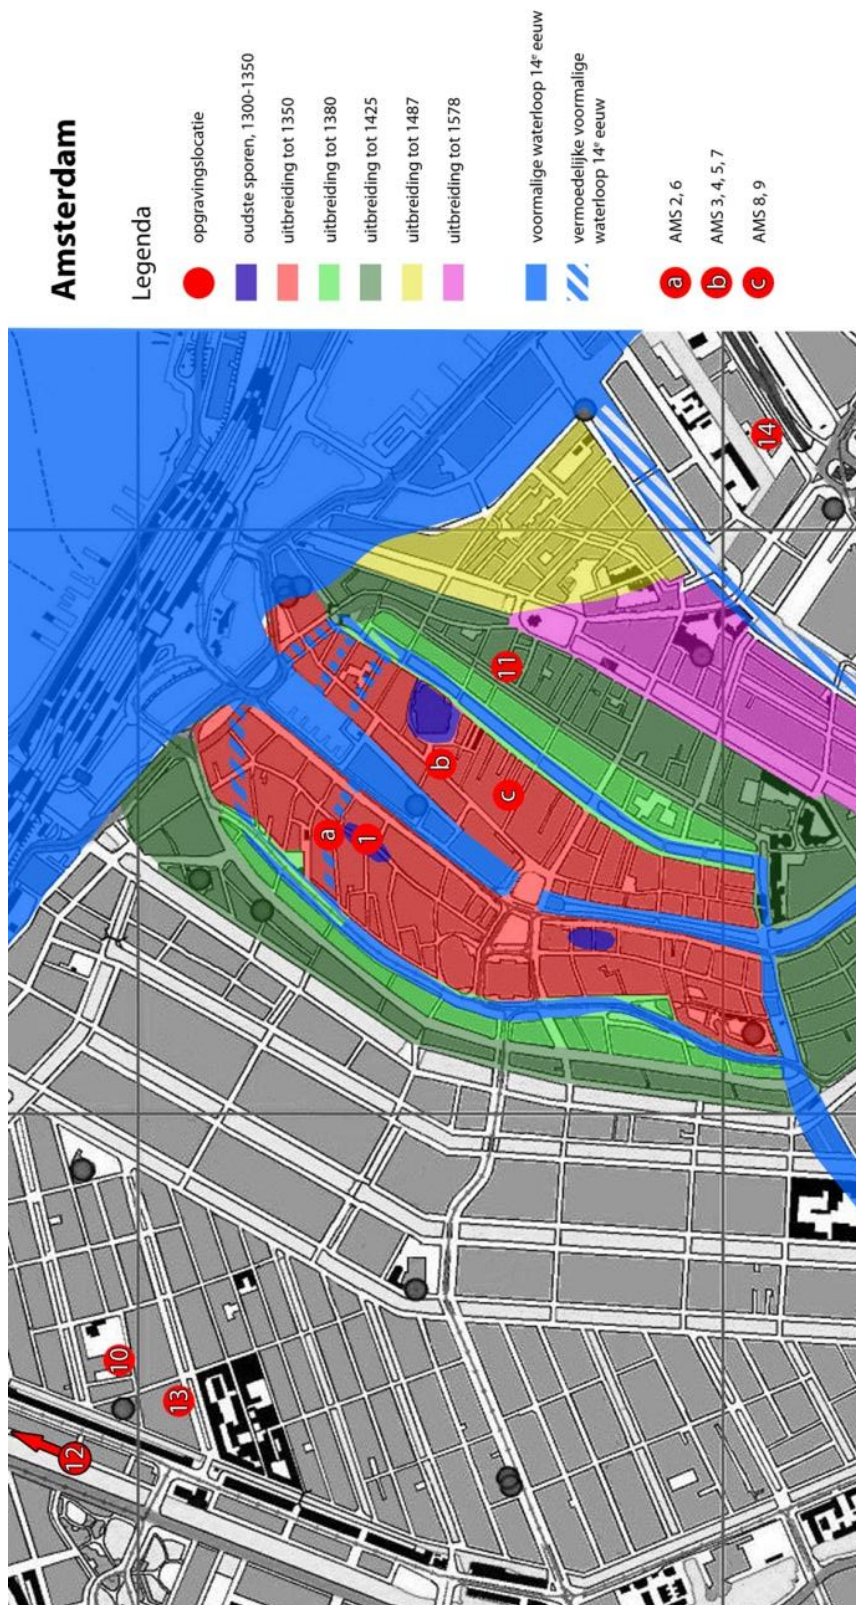 Amsterdam
Legenda
opgravingslocatie
oudste sporen, 1300-1350
uitbreiding tot 1350
uitbreiding tot 1380
uitbreiding tot 1425
uitbreiding tot 1487
uitbreiding tot 1578
voormalige waterloop 14e eeuw
vermoedelijke voormalige
waterloop 14e eeuw
a AMS 2, 6
b AMS 3, 4, 5, 7
c AMS 8, 9
12
10
13
a
1
b
c
11
14